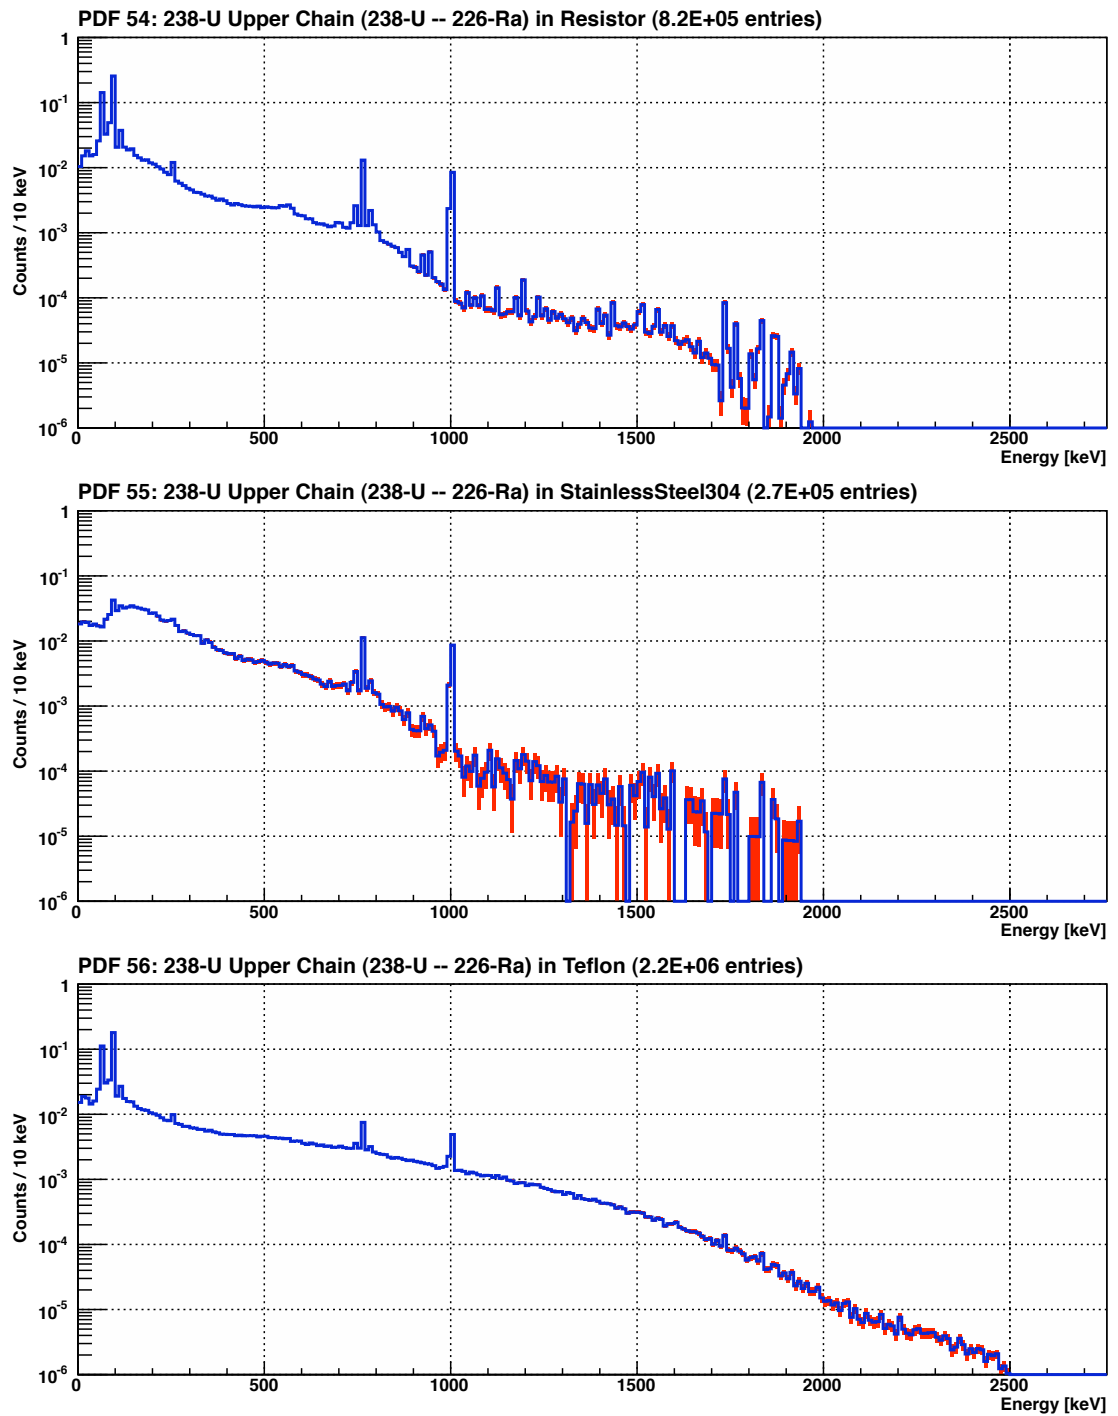 PDF 54: 238-U Upper Chain (238-U -- 226-Ra) in Resistor (8.2E+05 entries)
Counts / 10 keV
1
10-1
10-2
10-3
10-4
10-5
10-6
0 500 1000 1500 2000 2500
Energy [keV]
PDF 55: 238-U Upper Chain (238-U -- 226-Ra) in StainlessSteel304 (2.7E+05 entries)
Counts / 10 keV
1
10-1
10-2
10-3
10-4
10-5
10-6
0 500 1000 1500 2000 2500
Energy [keV]
PDF 56: 238-U Upper Chain (238-U -- 226-Ra) in Teflon (2.2E+06 entries)
Counts / 10 keV
1
10-1
10-2
10-3
10-4
10-5
10-6
0 500 1000 1500 2000 2500
Energy [keV]